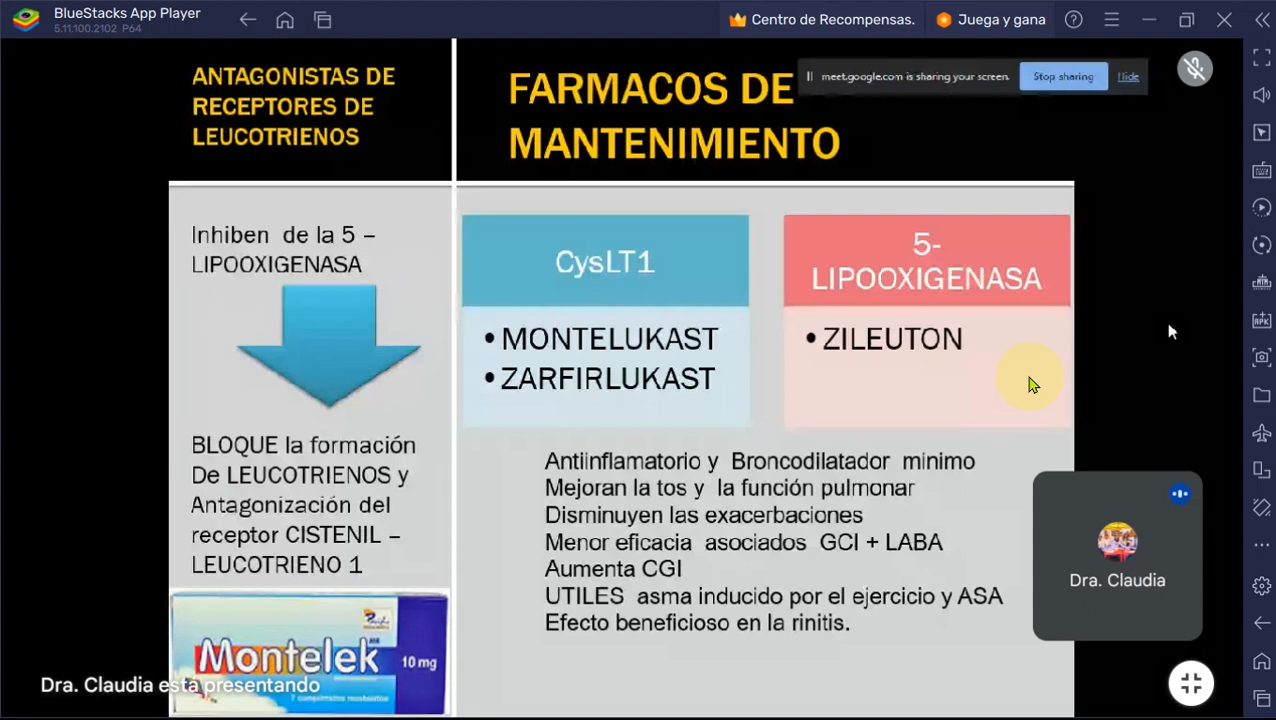 BlueStacks App Player
5.11.100.2102 P64
Centro de Recompensas.
Juega y gana
ANTAGONISTAS DE
RECEPTORES DE
LEUCOTRIENOS
FARMACOS DE
MANTENIMIENTO
meet.google.com is sharing your screen.
Stop sharing
Hide
Inhiben de la 5 –
LIPOOXIGENASA
BLOQUE la formación
De LEUCOTRIENOS y
Antagonización del
receptor CISTENIL –
LEUCOTRIENO 1
CysLT1
• MONTELUKAST
• ZARFIRLUKAST
5-
LIPOOXIGENASA
• ZILEUTON
Antiinflamatorio y Broncodilatador minimo
Mejoran la tos y la función pulmonar
Disminuyen las exacerbaciones
Menor eficacia asociados GCI + LABA
Aumenta CGI
UTILES asma inducido por el ejercicio y ASA
Efecto beneficioso en la rinitis.
Montelek
10 mg
Dra. Claudia está presentando
Dra. Claudia
APK